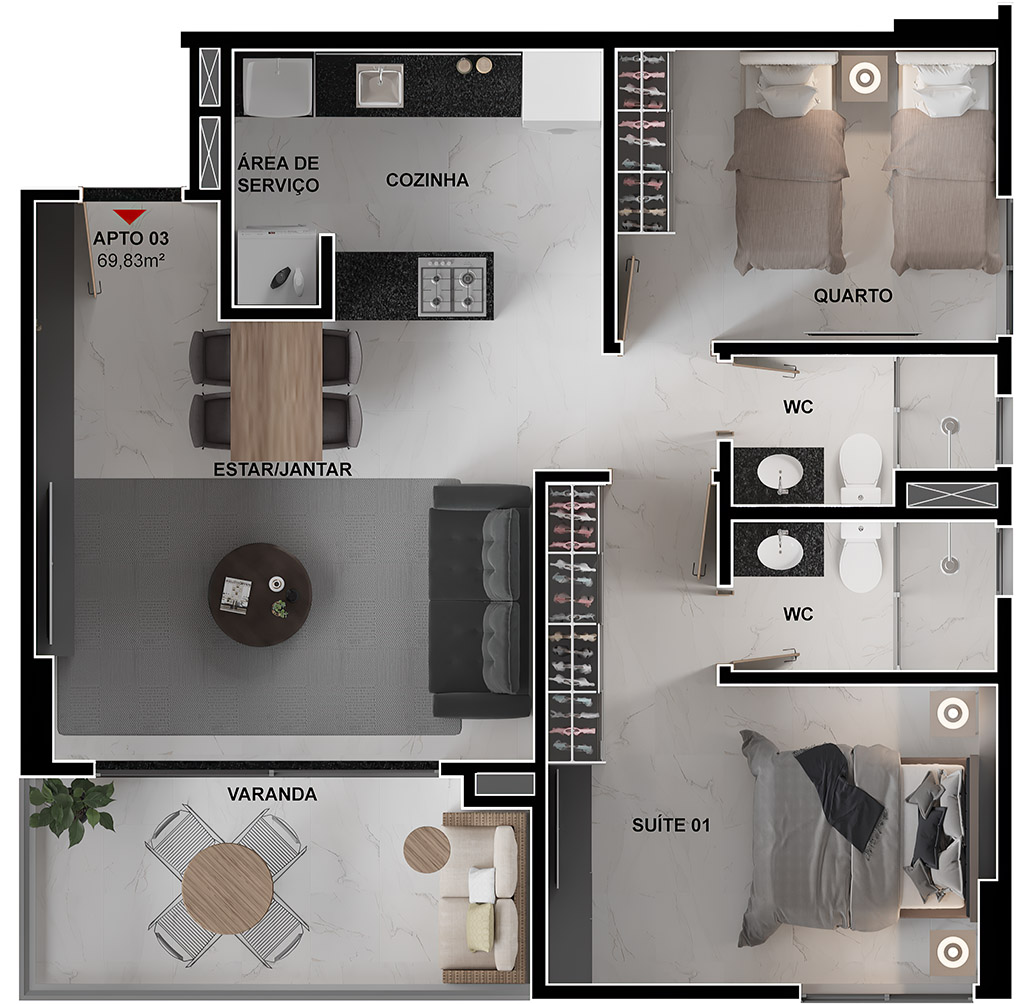 ÁREA DE
SERVIÇO
COZINHA
APTO 03
69,83m²
QUARTO
WC
ESTAR/JANTAR
WC
VARANDA
SUÍTE 01